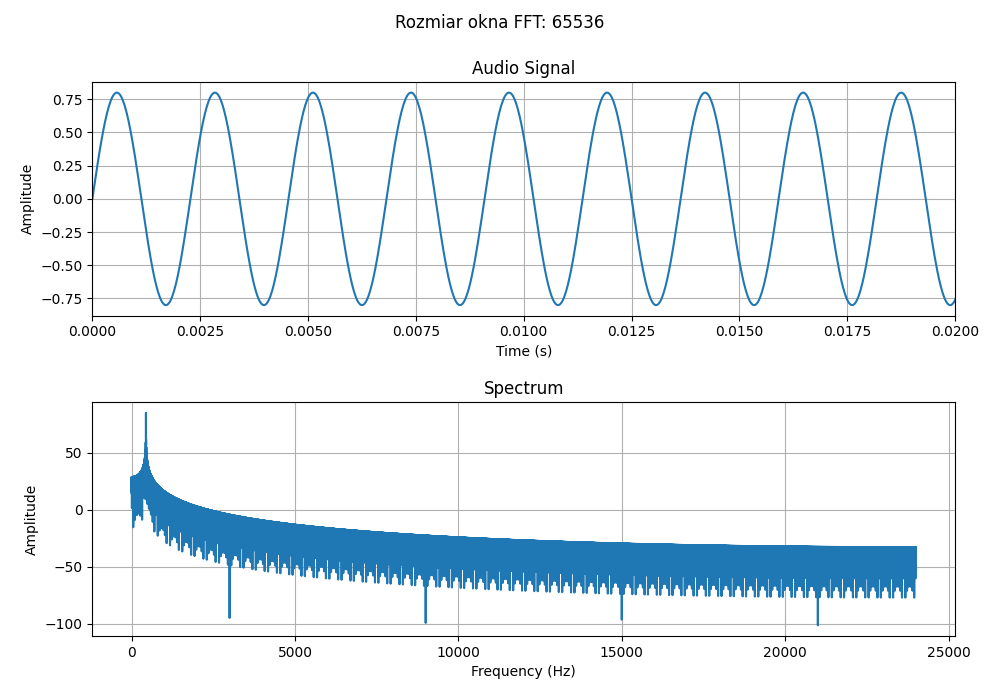 Rozmiar okna FFT: 65536
Audio Signal
0.75
0.50
0.25
0.00
−0.25
−0.50
−0.75
Amplitude
0.0000 0.0025 0.0050 0.0075 0.0100 0.0125 0.0150 0.0175 0.0200
Time (s)
Spectrum
50
0
−50
−100
Amplitude
0 5000 10000 15000 20000 25000
Frequency (Hz)